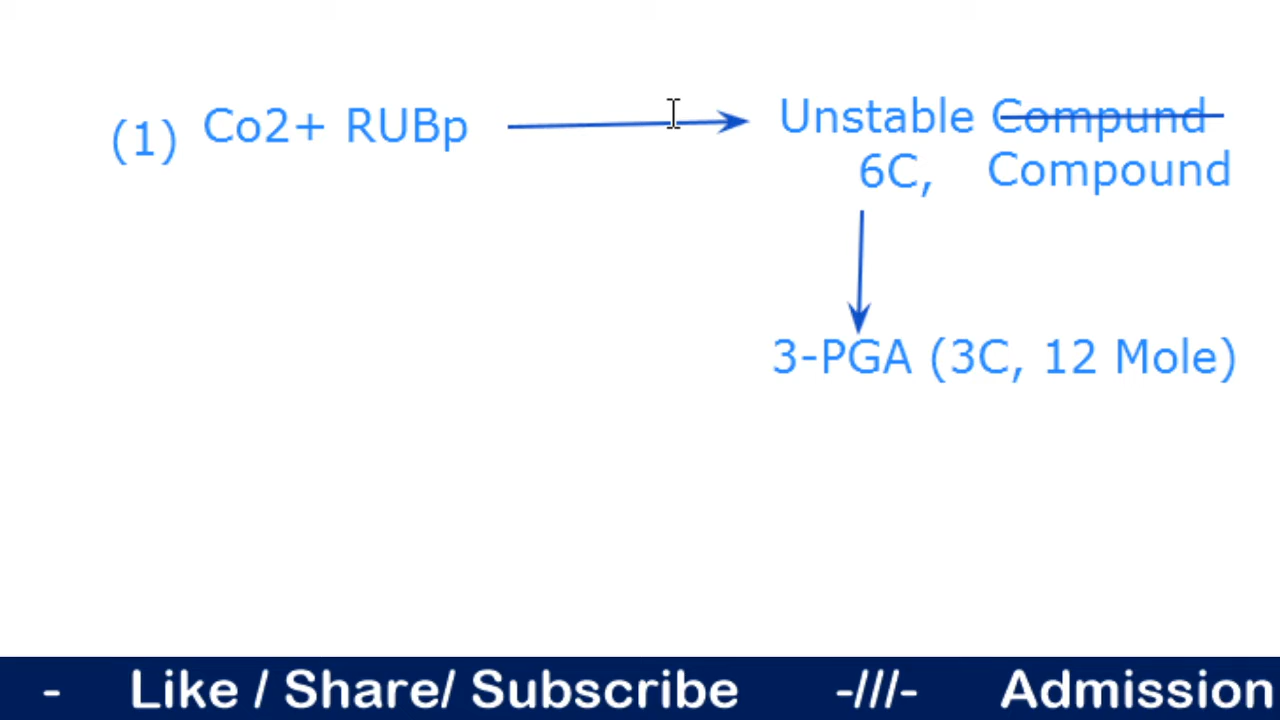 (1) Co2+ RUBp Unstable Compund
6C, Compound
3-PGA (3C, 12 Mole)
- Like / Share/ Subscribe -///- Admission